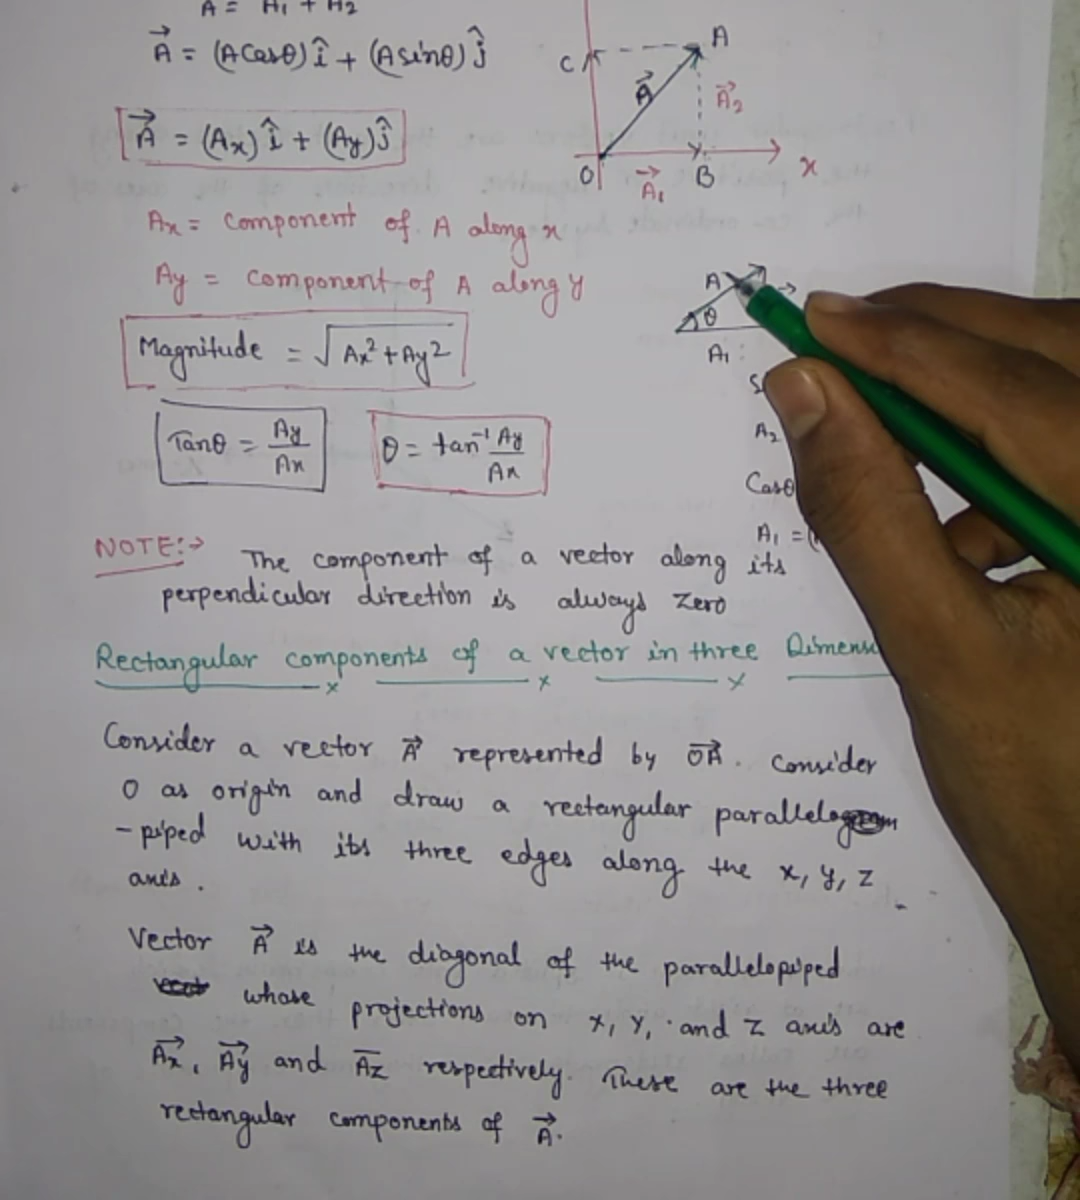 A = A₁ + A₂
A⃗ = (Acosθ) î + (Asinθ) ĵ
A⃗ = (Ax) î + (Ay) ĵ
C
A
A⃗
A⃗₂
O
A⃗₁
B
x
Ax = component of A along x
Ay = component of A along y
Magnitude = √Ax² + Ay²
Tanθ = Ay/Ax
θ = tan⁻¹ Ay/Ax
A
θ
A₁
A₂
Cosθ
A₁ =
NOTE:→ The component of a vector along its
perpendicular direction is always zero
Rectangular components of a vector in three
Consider a vector A⃗ represented by OA⃗. Consider
O as origin and draw a rectangular parallelo
-piped with its three edges along the x, y, z
axis.
Vector A⃗ is the diagonal of the parallelopiped
whose projections on x, y, and z axis are
A⃗x, A⃗y and A̅z respectively. These are the three
rectangular components of A⃗.